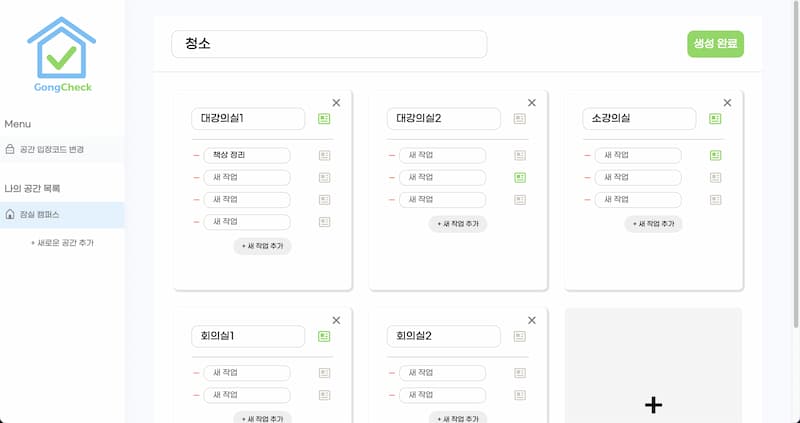 GongCheck
Menu
공간 입장코드 변경
나의 공간 목록
잠실 캠퍼스
+ 새로운 공간 추가
청소
생성 완료
대강의실1
책상 정리
새 작업
새 작업
새 작업
+ 새 작업 추가
대강의실2
새 작업
새 작업
새 작업
+ 새 작업 추가
소강의실
새 작업
새 작업
새 작업
+ 새 작업 추가
회의실1
새 작업
새 작업
+ 새 작업 추가
회의실2
새 작업
새 작업
+ 새 작업 추가
+